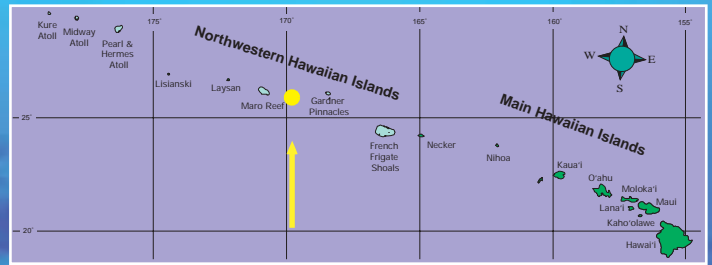 175°
170°
165°
160°
155°
Kure
Atoll
Midway
Atoll
Pearl &
Hermes
Atoll
Northwestern Hawaiian Islands
N
W
E
S
Lisianski
Laysan
Maro Reef
Gardner
Pinnacles
Main Hawaiian Islands
25°
French
Frigate
Shoals
Necker
Nihoa
Kaua'i
O'ahu
Moloka'i
Lana'i
Maui
Kaho'olawe
Hawai'i
20°